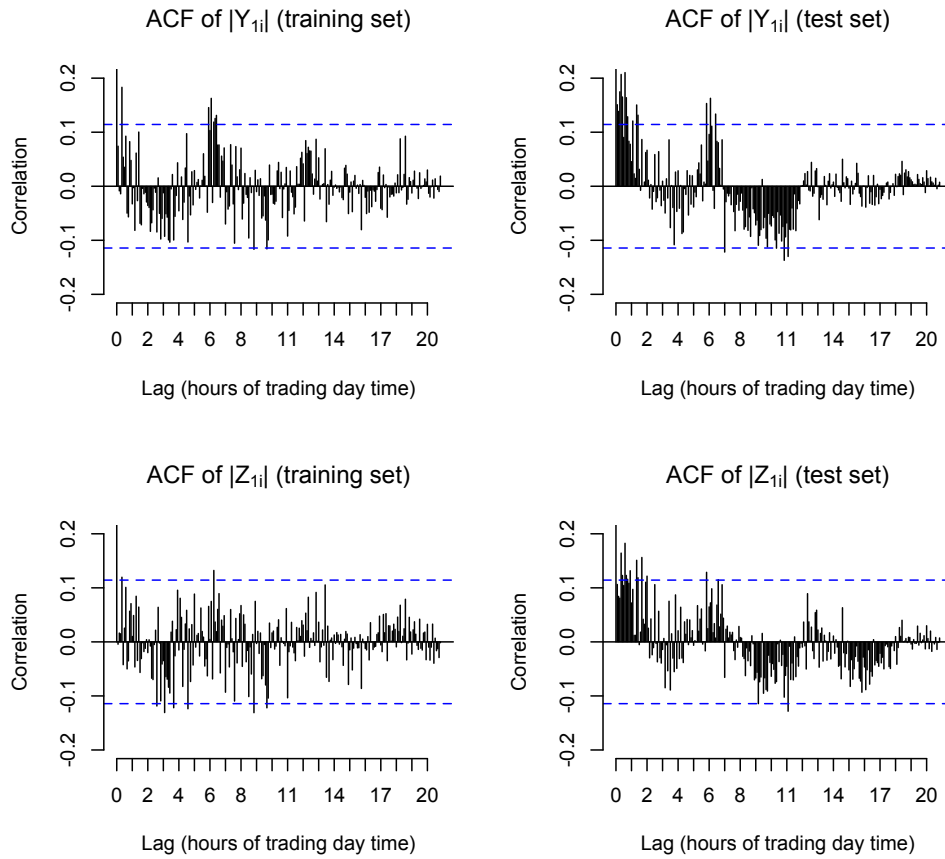 ACF of |Y1i| (training set)
Correlation
0.2
0.1
0.0
-0.1
-0.2
0 2 4 6 8 11 14 17 20
Lag (hours of trading day time)
ACF of |Y1i| (test set)
Correlation
0.2
0.1
0.0
-0.1
-0.2
0 2 4 6 8 11 14 17 20
Lag (hours of trading day time)
ACF of |Z1i| (training set)
Correlation
0.2
0.1
0.0
-0.1
-0.2
0 2 4 6 8 11 14 17 20
Lag (hours of trading day time)
ACF of |Z1i| (test set)
Correlation
0.2
0.1
0.0
-0.1
-0.2
0 2 4 6 8 11 14 17 20
Lag (hours of trading day time)